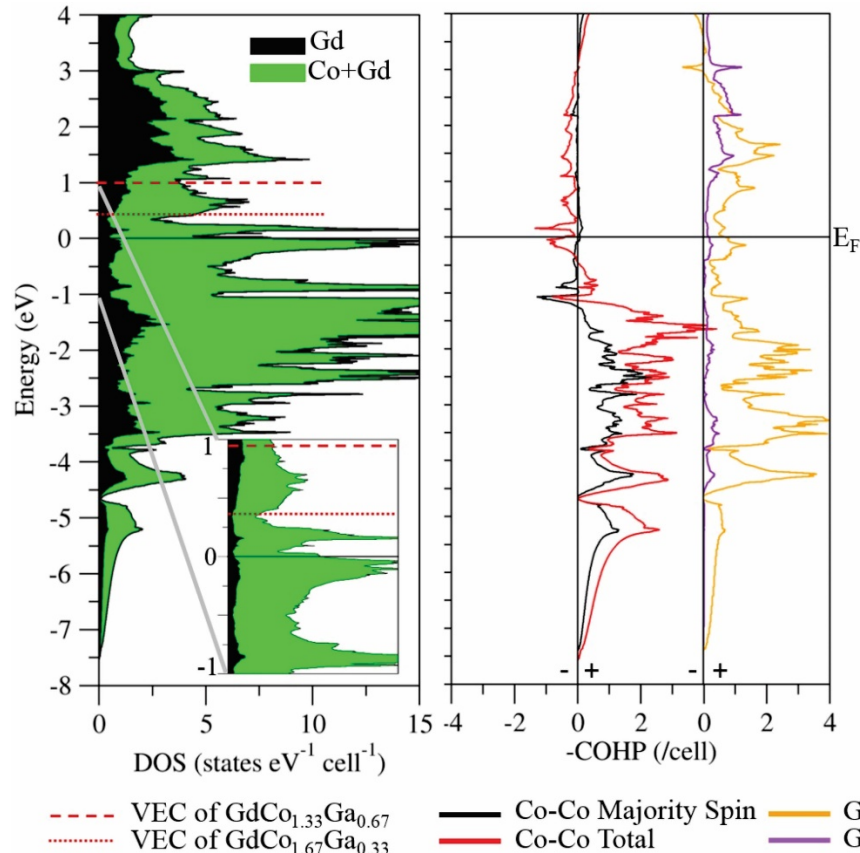 4
3
2
1
0
-1
-2
-3
-4
-5
-6
-7
-8
Energy (eV)
Gd
Co+Gd
1
0
-1
0
5
10
15
DOS (states eV⁻¹ cell⁻¹)
E_F
- +
- +
-4
-2
0
2
0
2
4
-COHP (/cell)
VEC of GdCo₁.₃₃Ga₀.₆₇
VEC of GdCo₁.₆₇Ga₀.₃₃
Co-Co Majority Spin
Co-Co Total
G
G